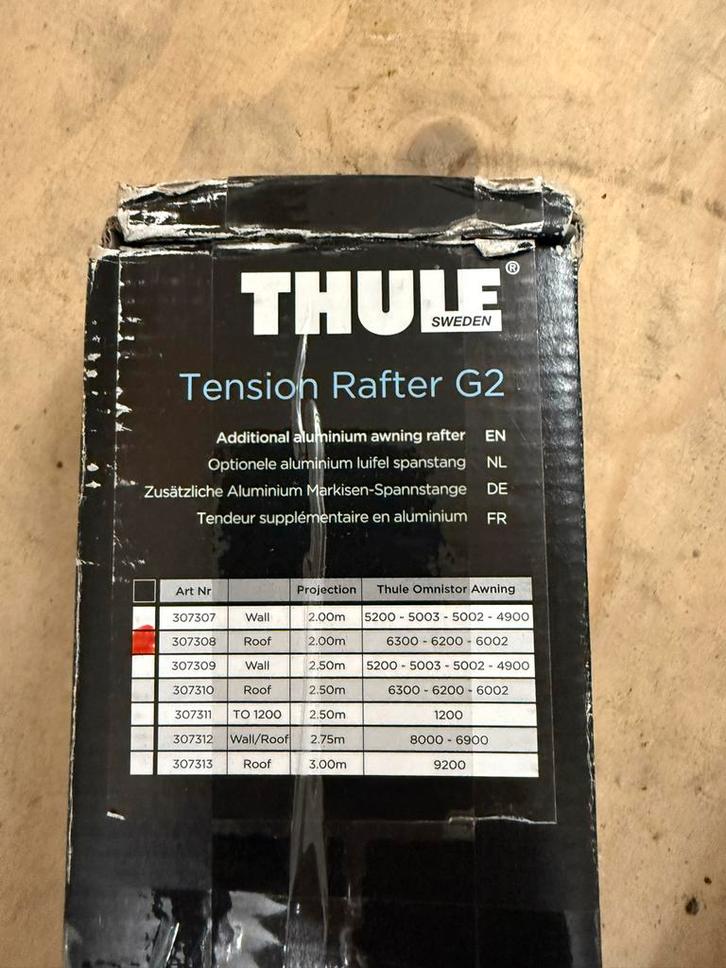 THULE®
SWEDEN
Tension Rafter G2
Additional aluminium awning rafter EN
Optionele aluminium luifel spanstang NL
Zusätzliche Aluminium Markisen-Spannstange DE
Tendeur supplémentaire en aluminium FR
Art Nr Projection Thule Omnistor Awning
307307 Wall 2.00m 5200 - 5003 - 5002 - 4900
307308 Roof 2.00m 6300 - 6200 - 6002
307309 Wall 2.50m 5200 - 5003 - 5002 - 4900
307310 Roof 2.50m 6300 - 6200 - 6002
307311 TO 1200 2.50m 1200
307312 Wall/Roof 2.75m 8000 - 6900
307313 Roof 3.00m 9200